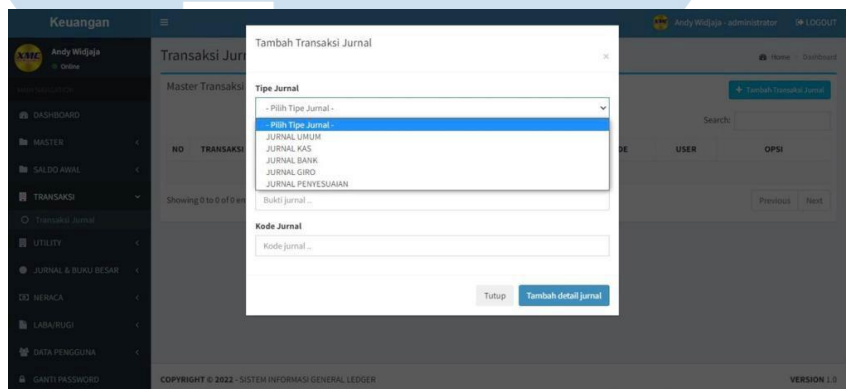 Keuangan
Andy Widjaja - administrator
LOGOUT
XMC
Andy Widjaja
Online
Transaksi Jur
Home
Dashboard
DASHBOARD
MASTER
SALDO AWAL
TRANSAKSI
Transaksi Jurnal
UTILITY
JURNAL & BUKU BESAR
NERACA
LABA/RUGI
DATA PENGGUNA
GANTI PASSWORD
Master Transaksi
+ Tambah Transaksi Jurnal
Search:
NO TRANSAKSI
DE USER OPSI
Showing 0 to 0 of 0 en
Previous Next
Tambah Transaksi Jurnal
×
Tipe Jurnal
- Pilih Tipe Jurnal -
- Pilih Tipe Jurnal -
JURNAL UMUM
JURNAL KAS
JURNAL BANK
JURNAL GIRO
JURNAL PENYESUAIAN
Bukti jurnal ..
Kode Jurnal
Kode jurnal ..
Tutup
Tambah detail jurnal
COPYRIGHT © 2022 - SISTEM INFORMASI GENERAL LEDGER
VERSION 1.0